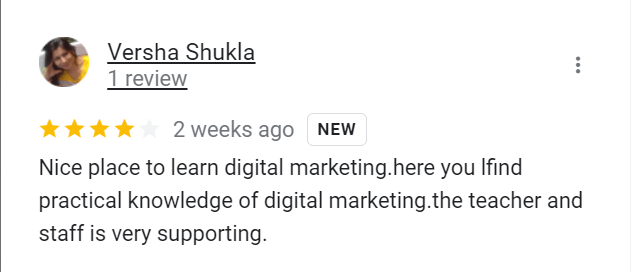 Versha Shukla
1 review
2 weeks ago NEW
Nice place to learn digital marketing.here you lfind
practical knowledge of digital marketing.the teacher and
staff is very supporting.